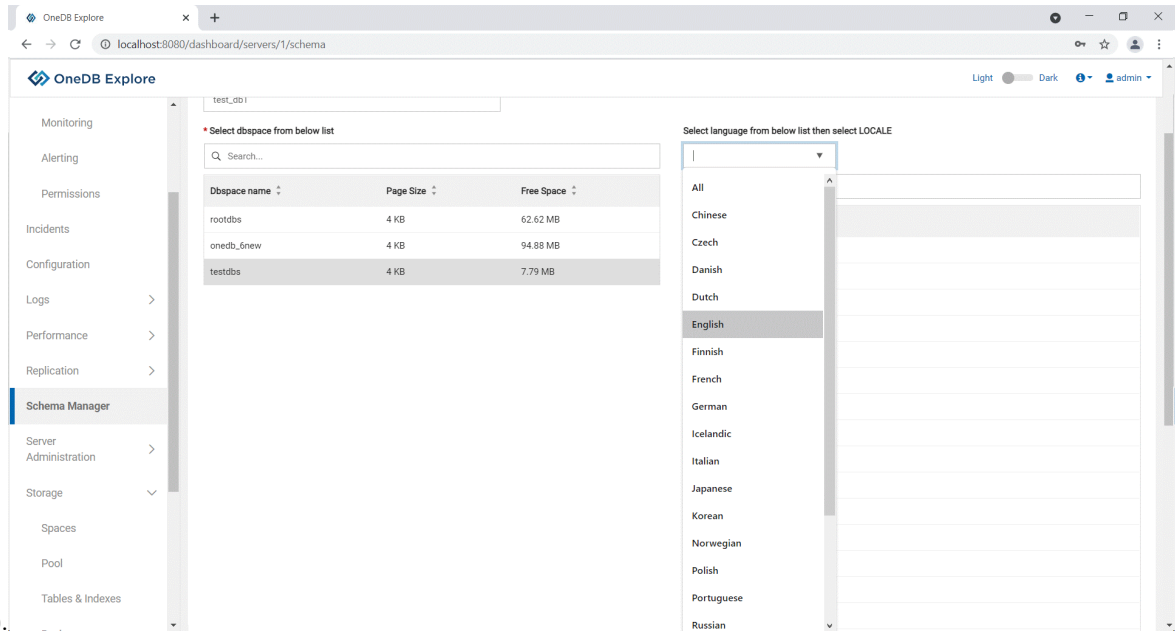 OneDB Explore
localhost:8080/dashboard/servers/1/schema
OneDB Explore
Light Dark admin
Monitoring
Alerting
Permissions
Incidents
Configuration
Logs
Performance
Replication
Schema Manager
Server
Administration
Storage
Spaces
Pool
Tables & Indexes
test_db1
* Select dbspace from below list
Search...
Dbspace name Page Size Free Space
rootdbs 4 KB 62.62 MB
onedb_6new 4 KB 94.88 MB
testdbs 4 KB 7.79 MB
Select language from below list then select LOCALE
All
Chinese
Czech
Danish
Dutch
English
Finnish
French
German
Icelandic
Italian
Japanese
Korean
Norwegian
Polish
Portuguese
Russian